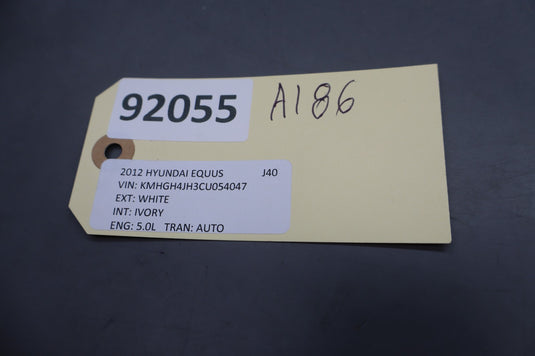 92055
A186
2012 HYUNDAI EQUUS J40
VIN: KMHGH4JH3CU054047
EXT: WHITE
INT: IVORY
ENG: 5.0L TRAN: AUTO